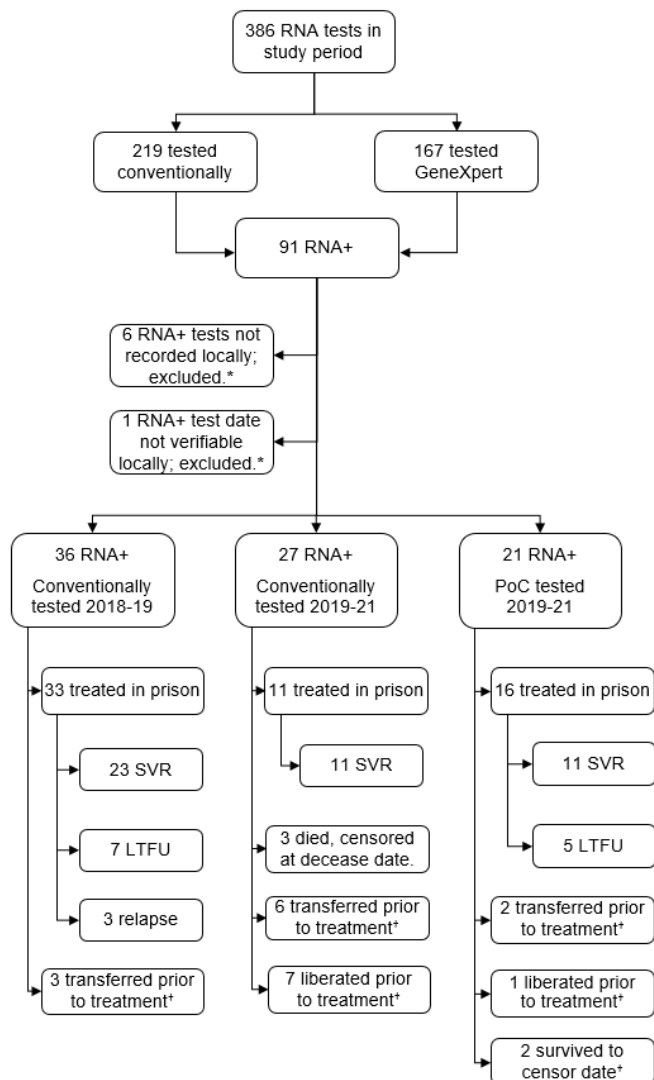 386 RNA tests in
study period
219 tested
conventionally
167 tested
GeneXpert
91 RNA+
6 RNA+ tests not
recorded locally;
excluded.*
1 RNA+ test date
not verifiable
locally; excluded.*
36 RNA+
Conventionally
tested 2018-19
27 RNA+
Conventionally
tested 2019-21
21 RNA+
PoC tested
2019-21
33 treated in prison
23 SVR
7 LTFU
3 relapse
3 transferred prior
to treatment†
11 treated in prison
11 SVR
3 died, censored
at decease date.
6 transferred prior
to treatment†
7 liberated prior
to treatment†
16 treated in prison
11 SVR
5 LTFU
2 transferred prior
to treatment†
1 liberated prior
to treatment†
2 survived to
censor date†